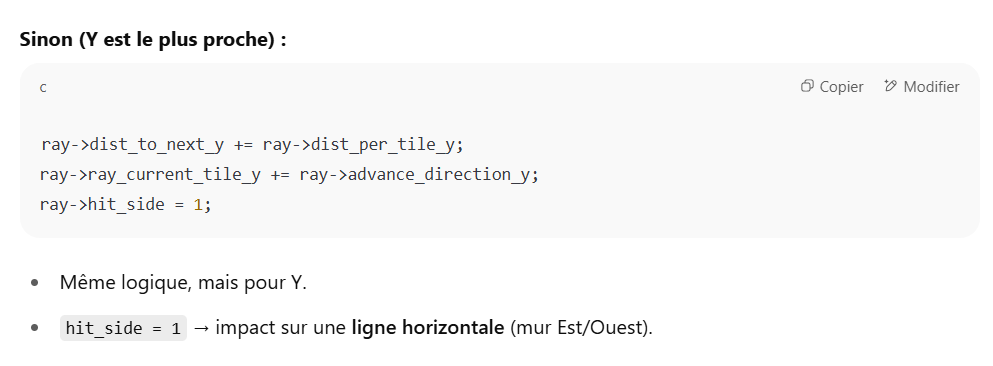 Sinon (Y est le plus proche) :
c Copier Modifier
ray->dist_to_next_y += ray->dist_per_tile_y;
ray->ray_current_tile_y += ray->advance_direction_y;
ray->hit_side = 1;
• Même logique, mais pour Y.
• hit_side = 1 → impact sur une ligne horizontale (mur Est/Ouest).